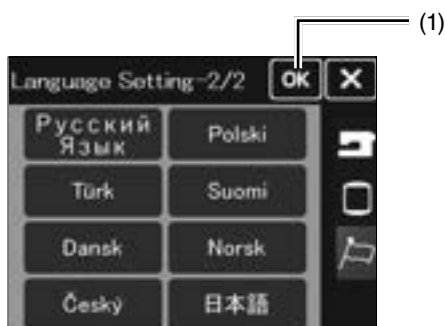 (1)
Language Setting-2/2 OK X
Русский
Язык
Polski
Türk
Suomi
Dansk
Norsk
Český
日本語